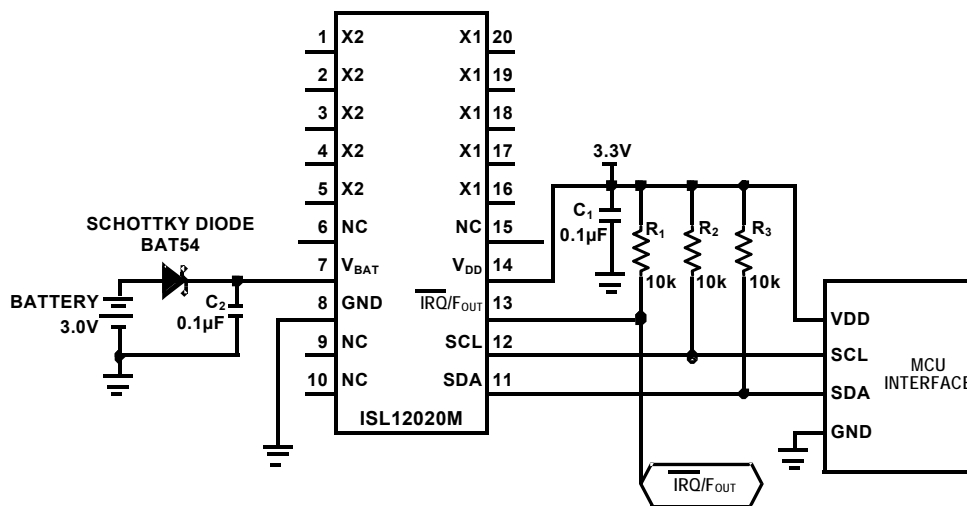 1 X2 X1 20
2 X2 X1 19
3 X2 X1 18
4 X2 X1 17
5 X2 X1 16
6 NC NC 15
7 VBAT VDD 14
8 GND IRQ/FOUT 13
9 NC SCL 12
10 NC SDA 11
ISL12020M
SCHOTTKY DIODE
BAT54
BATTERY
3.0V
C2
0.1µF
3.3V
C1
0.1µF
R1
10k
R2
10k
R3
10k
VDD
SCL
SDA
GND
MCU
INTERFACE
IRQ/FOUT